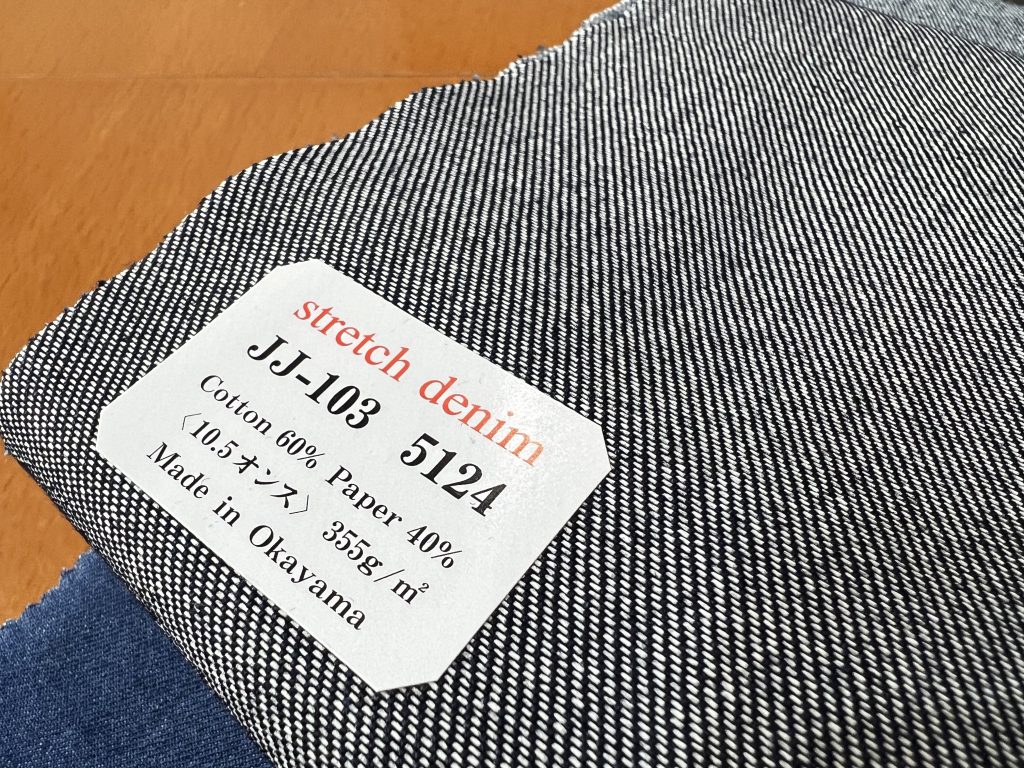 stretch denim
JJ-103 5124
Cotton 60% Paper 40%
〈10.5オンス〉 355g/m²
Made in Okayama